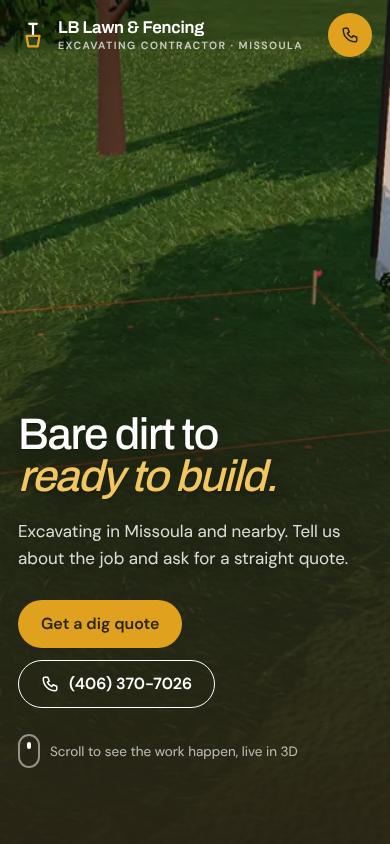 LB Lawn & Fencing
EXCAVATING CONTRACTOR · MISSOULA
Bare dirt to
ready to build.
Excavating in Missoula and nearby. Tell us
about the job and ask for a straight quote.
Get a dig quote
(406) 370-7026
Scroll to see the work happen, live in 3D